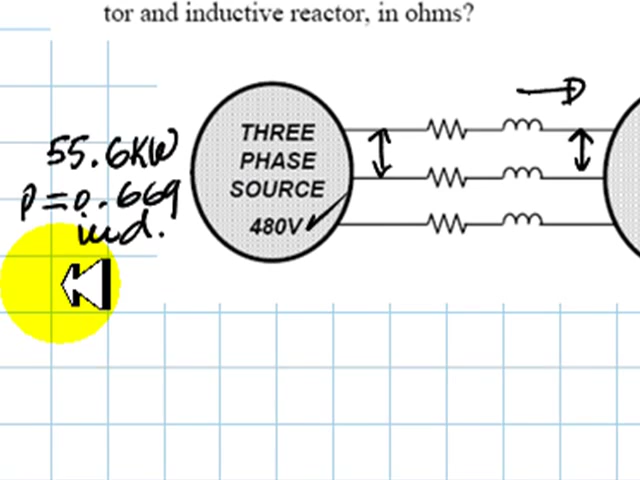 tor and inductive reactor, in ohms?
55.6KW
p=0.669
ind.
THREE
PHASE
SOURCE
480V